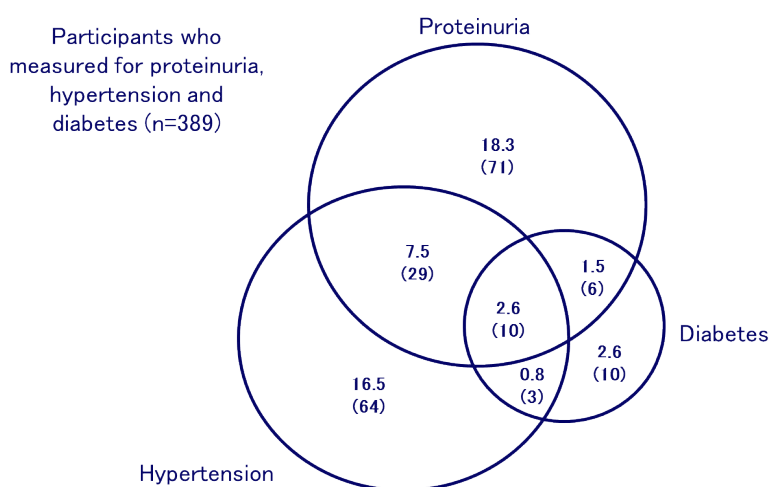 Participants who
measured for proteinuria,
hypertension and
diabetes (n=389)
Proteinuria
18.3
(71)
7.5
(29)
1.5
(6)
2.6
(10)
Diabetes
2.6
(10)
0.8
(3)
16.5
(64)
Hypertension